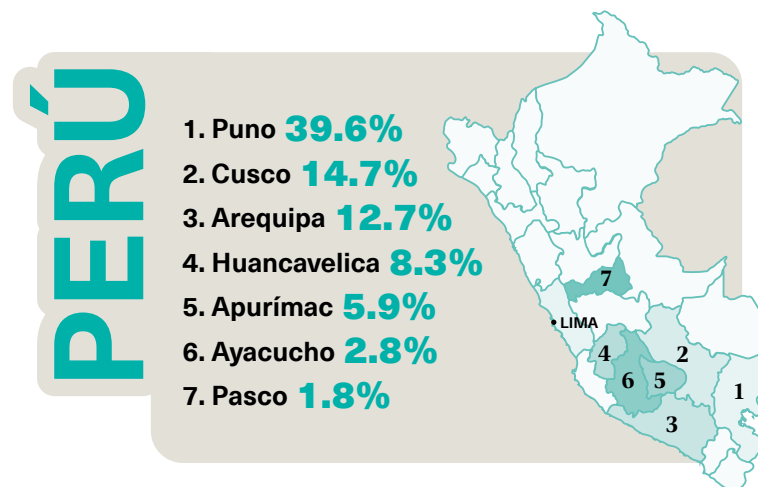 PERÚ
1. Puno 39.6%
2. Cusco 14.7%
3. Arequipa 12.7%
4. Huancavelica 8.3%
5. Apurímac 5.9%
6. Ayacucho 2.8%
7. Pasco 1.8%
7
LIMA
4
2
6
5
1
3